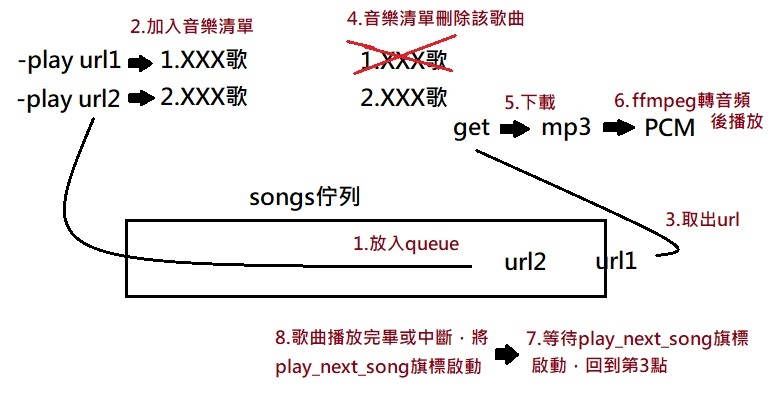 2.加入音樂清單
4.音樂清單刪除該歌曲
-play url1
1.XXX歌
1.XXX歌
-play url2
2.XXX歌
2.XXX歌
5.下載
6.ffmpeg轉音頻
後播放
get
mp3
PCM
songs佇列
3.取出url
1.放入queue
url2
url1
8.歌曲播放完畢或中斷，將
play_next_song旗標啟動
7.等待play_next_song旗標
啟動，回到第3點